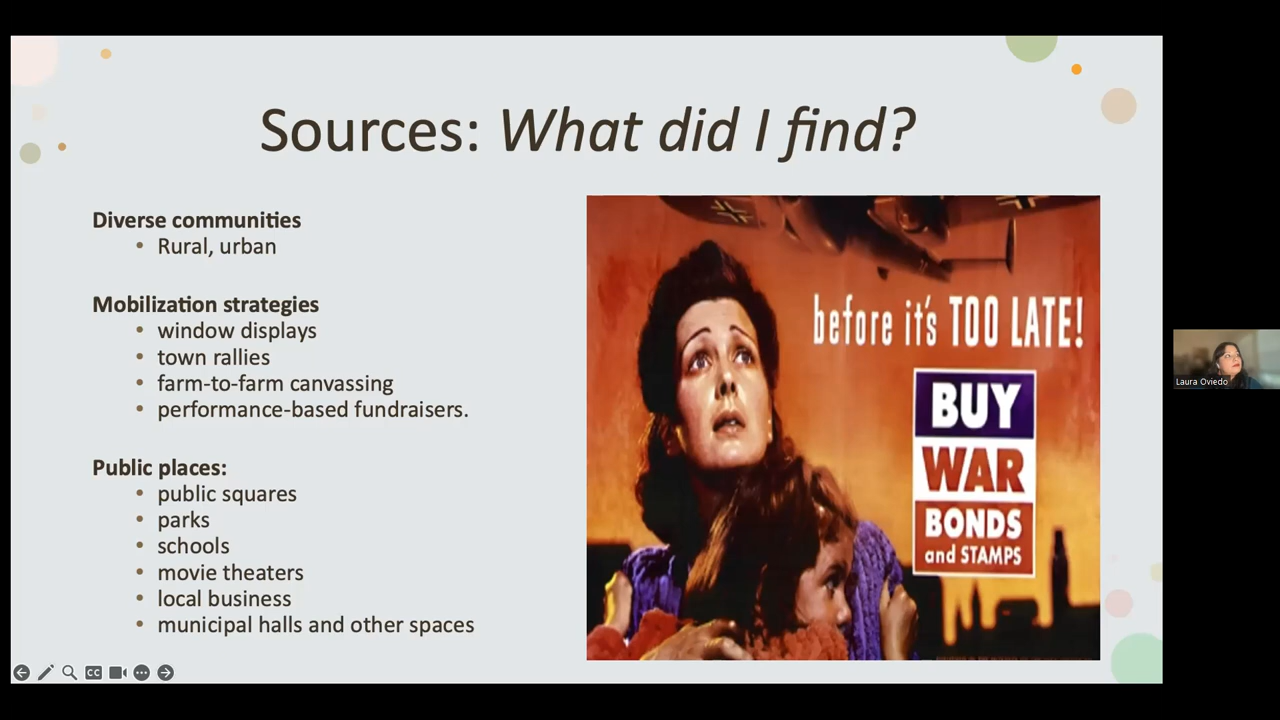 Sources: What did I find?
Diverse communities
• Rural, urban
Mobilization strategies
• window displays
• town rallies
• farm-to-farm canvassing
• performance-based fundraisers.
Public places:
• public squares
• parks
• schools
• movie theaters
• local business
• municipal halls and other spaces
before it's TOO LATE!
BUY
WAR
BONDS
and STAMPS
CC
Laura Oviedo